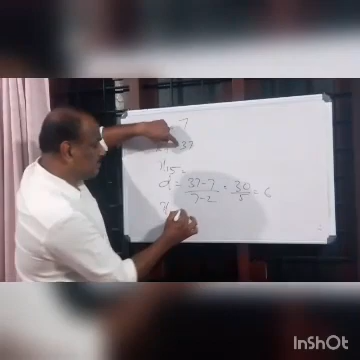 7
37
x15
d = 37-7 / 7-2 = 30 / 5 = 6
x
InShOt